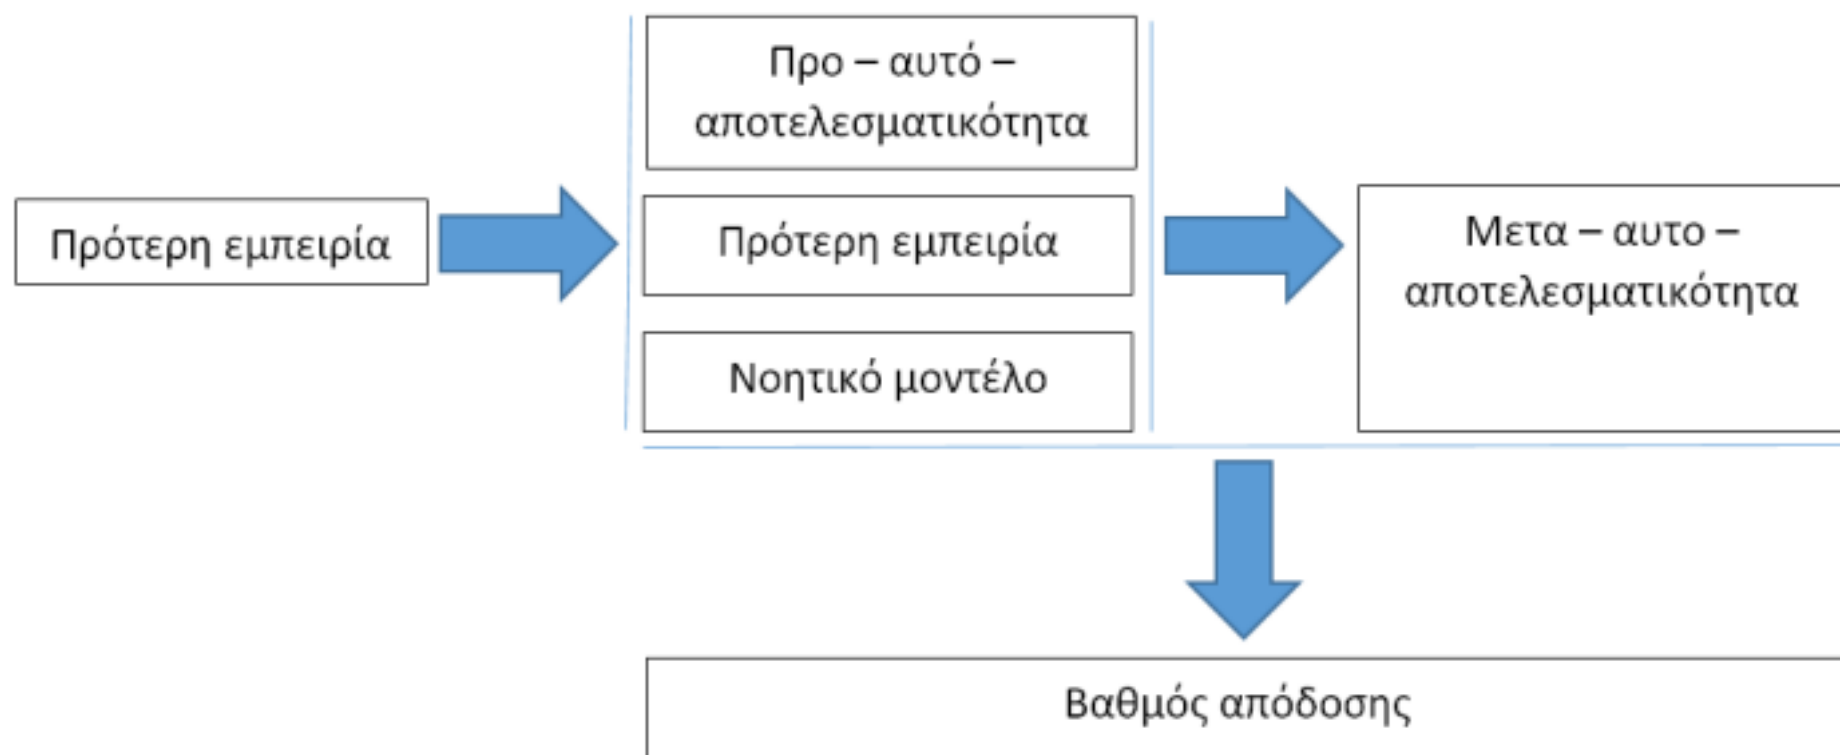 Πρότερη εμπειρία
Προ – αυτό –
αποτελεσματικότητα
Πρότερη εμπειρία
Νοητικό μοντέλο
Μετα – αυτο –
αποτελεσματικότητα
Βαθμός απόδοσης